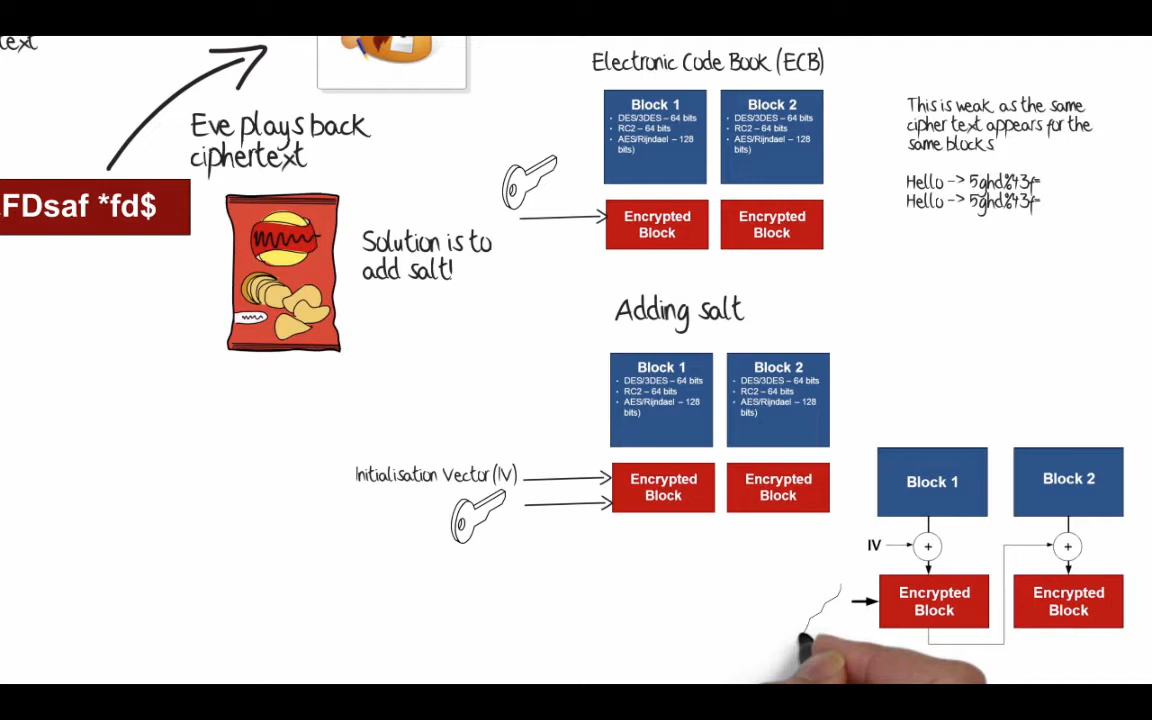 text
Eve plays back
ciphertext
FDsaf *fd$
Solution is to
add salt!
Electronic Code Book (ECB)
Block 1
• DES/3DES – 64 bits
• RC2 – 64 bits
• AES/Rijndael – 128
bits)
Block 2
• DES/3DES – 64 bits
• RC2 – 64 bits
• AES/Rijndael – 128
bits)
Encrypted
Block
Encrypted
Block
This is weak as the same
cipher text appears for the
same blocks
Hello -> 5ghd%43f=
Hello -> 5ghd%43f=
Adding salt
Block 1
• DES/3DES – 64 bits
• RC2 – 64 bits
• AES/Rijndael – 128
bits)
Block 2
• DES/3DES – 64 bits
• RC2 – 64 bits
• AES/Rijndael – 128
bits)
Initialisation Vector (IV)
Encrypted
Block
Encrypted
Block
Block 1
Block 2
IV
+
+
Encrypted
Block
Encrypted
Block